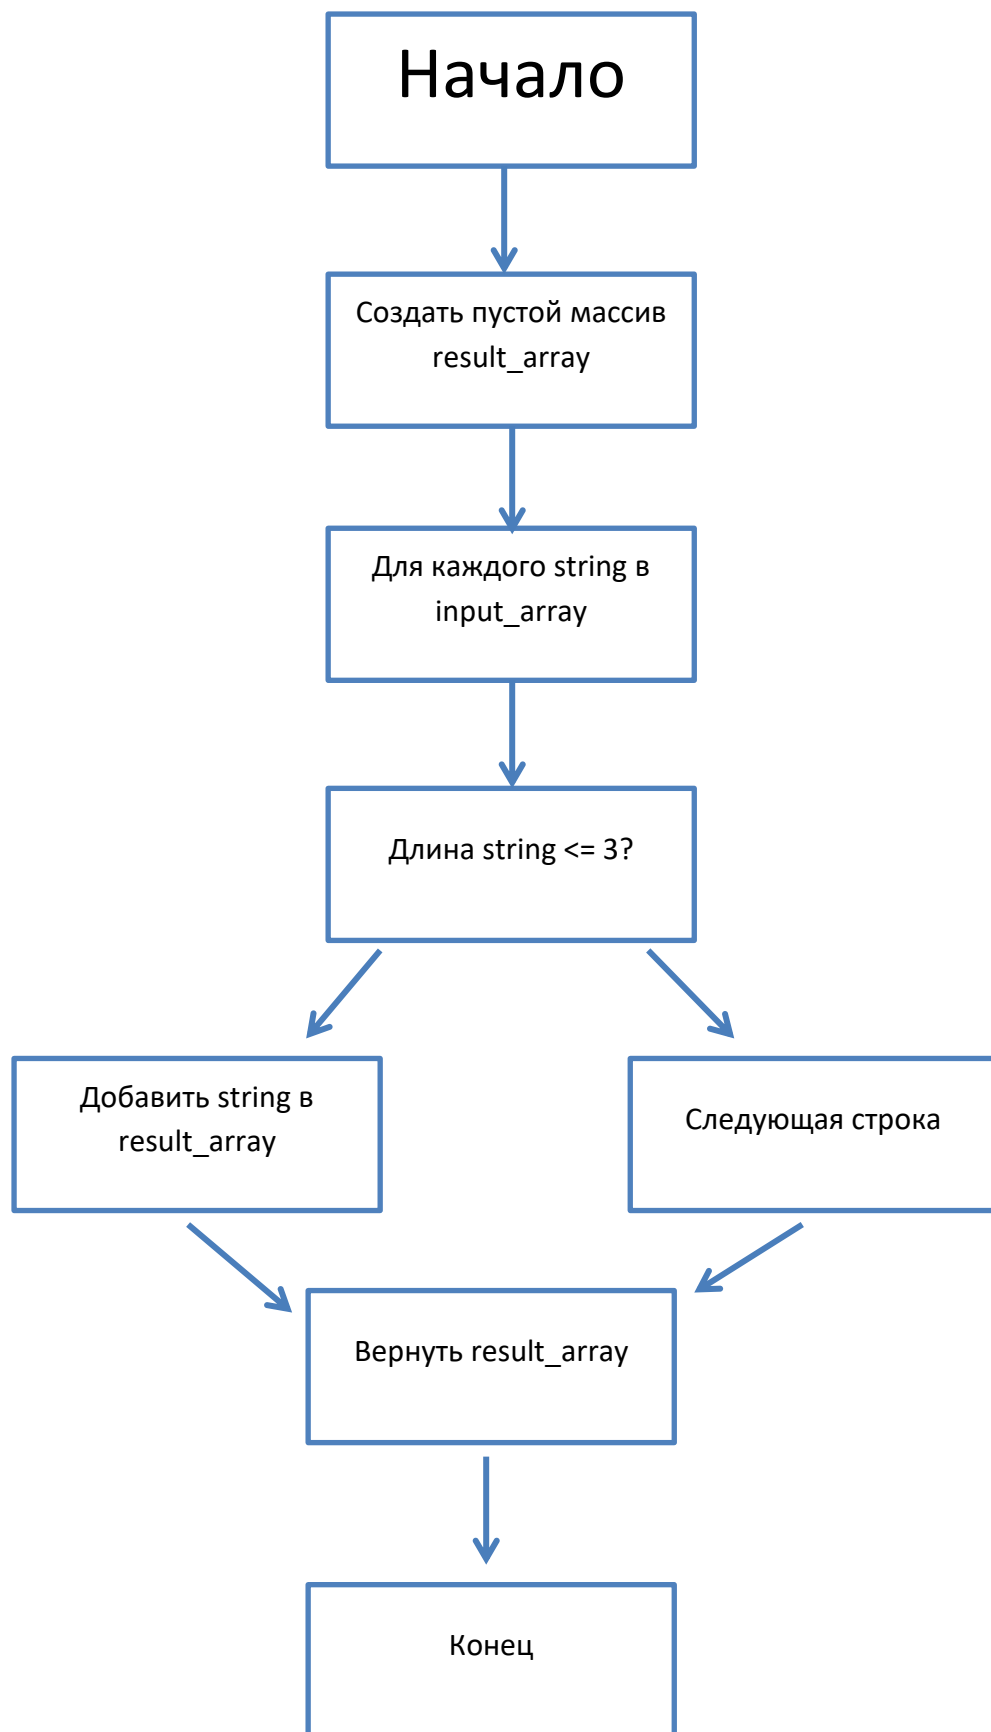 Начало
Создать пустой массив
result_array
Для каждого string в
input_array
Длина string <= 3?
Добавить string в
result_array
Следующая строка
Вернуть result_array
Конец